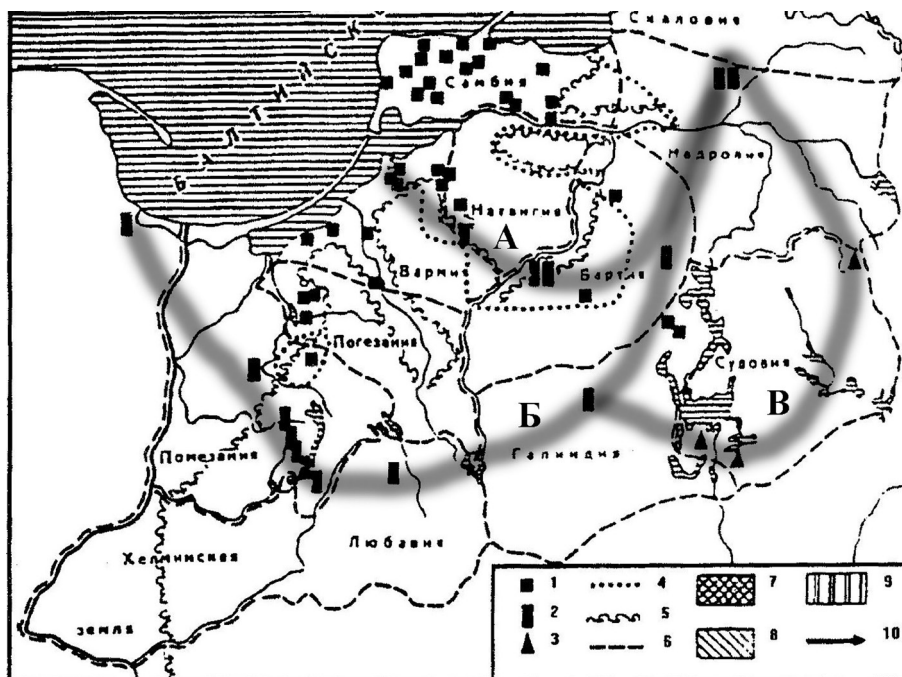 Скаловия
БАЛТИЙСКО
Самбия
Надровия
Натангия
А
Вармия
Бартия
Погезания
Судовия
Б
В
Галиндия
Помезания
Любавия
Хелминская
земля
1
4
7
9
2
5
3
6
8
10